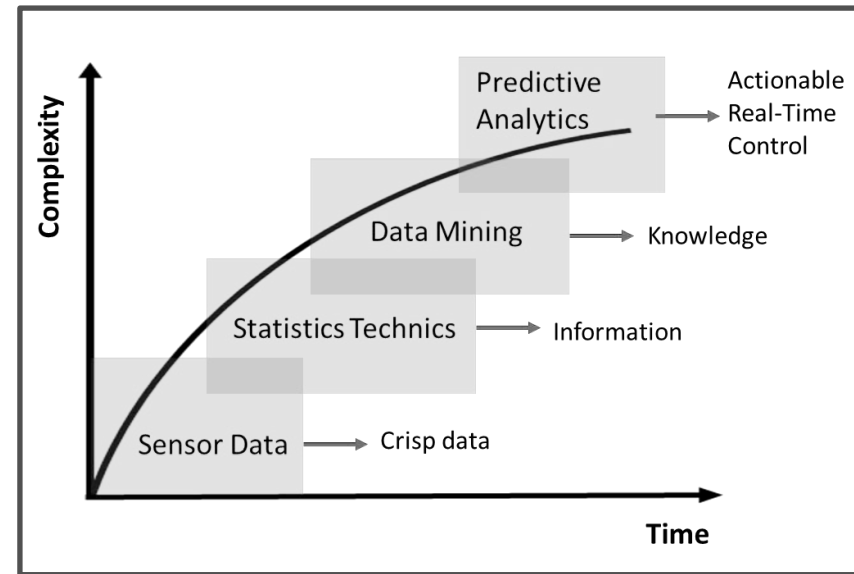 Complexity
Predictive
Analytics
Actionable
Real-Time
Control
Data Mining
Knowledge
Statistics Technics
Information
Sensor Data
Crisp data
Time